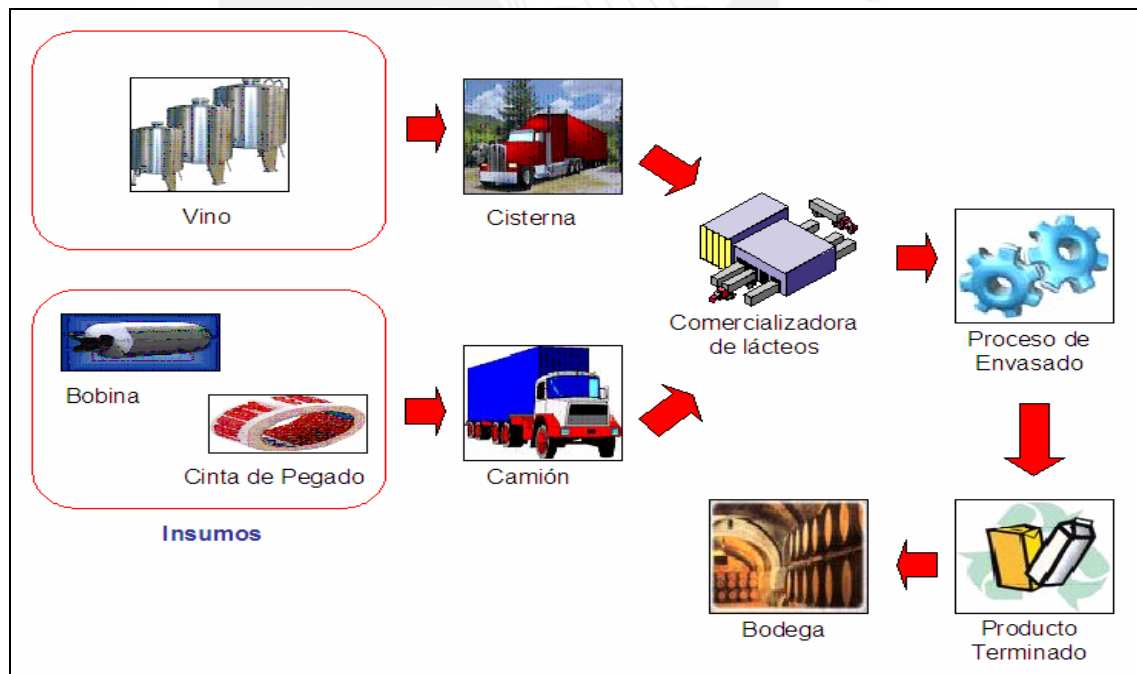 Vino
Cisterna
Bobina
Cinta de Pegado
Insumos
Camión
Comercializadora
de lácteos
Proceso de
Envasado
Producto
Terminado
Bodega